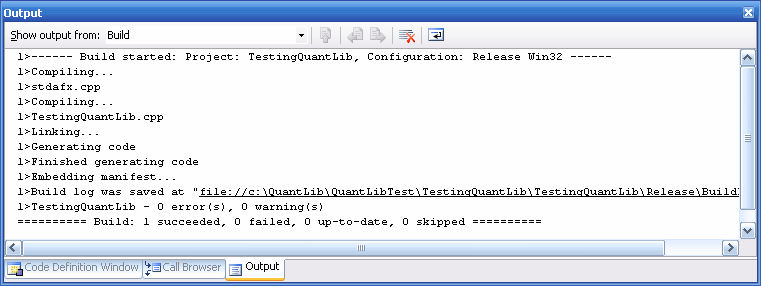 Output
Show output from: Build
1>------ Build started: Project: TestingQuantLib, Configuration: Release Win32 ------
1>Compiling...
1>stdafx.cpp
1>Compiling...
1>TestingQuantLib.cpp
1>Linking...
1>Generating code
1>Finished generating code
1>Embedding manifest...
1>Build log was saved at "file://c:\QuantLib\QuantLibTest\TestingQuantLib\TestingQuantLib\Release\Build
1>TestingQuantLib - 0 error(s), 0 warning(s)
========== Build: 1 succeeded, 0 failed, 0 up-to-date, 0 skipped ==========
Code Definition Window Call Browser Output